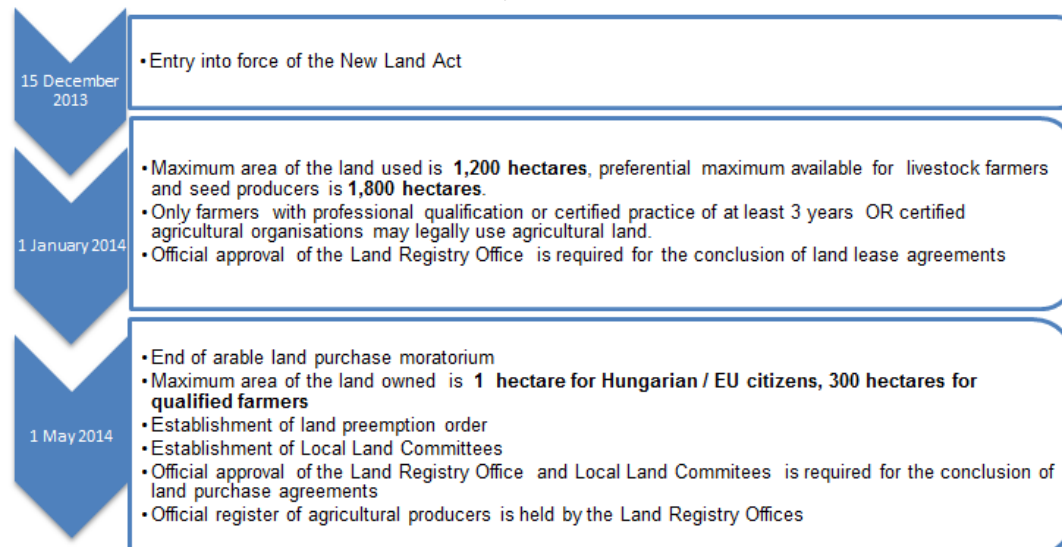 15 December
2013
• Entry into force of the New Land Act
1 January 2014
• Maximum area of the land used is 1,200 hectares, preferential maximum available for livestock farmers
and seed producers is 1,800 hectares.
• Only farmers with professional qualification or certified practice of at least 3 years OR certified
agricultural organisations may legally use agricultural land.
• Official approval of the Land Registry Office is required for the conclusion of land lease agreements
1 May 2014
• End of arable land purchase moratorium
• Maximum area of the land owned is 1 hectare for Hungarian / EU citizens, 300 hectares for
qualified farmers
• Establishment of land preemption order
• Establishment of Local Land Committees
• Official approval of the Land Registry Office and Local Land Commitees is required for the conclusion of
land purchase agreements
• Official register of agricultural producers is held by the Land Registry Offices